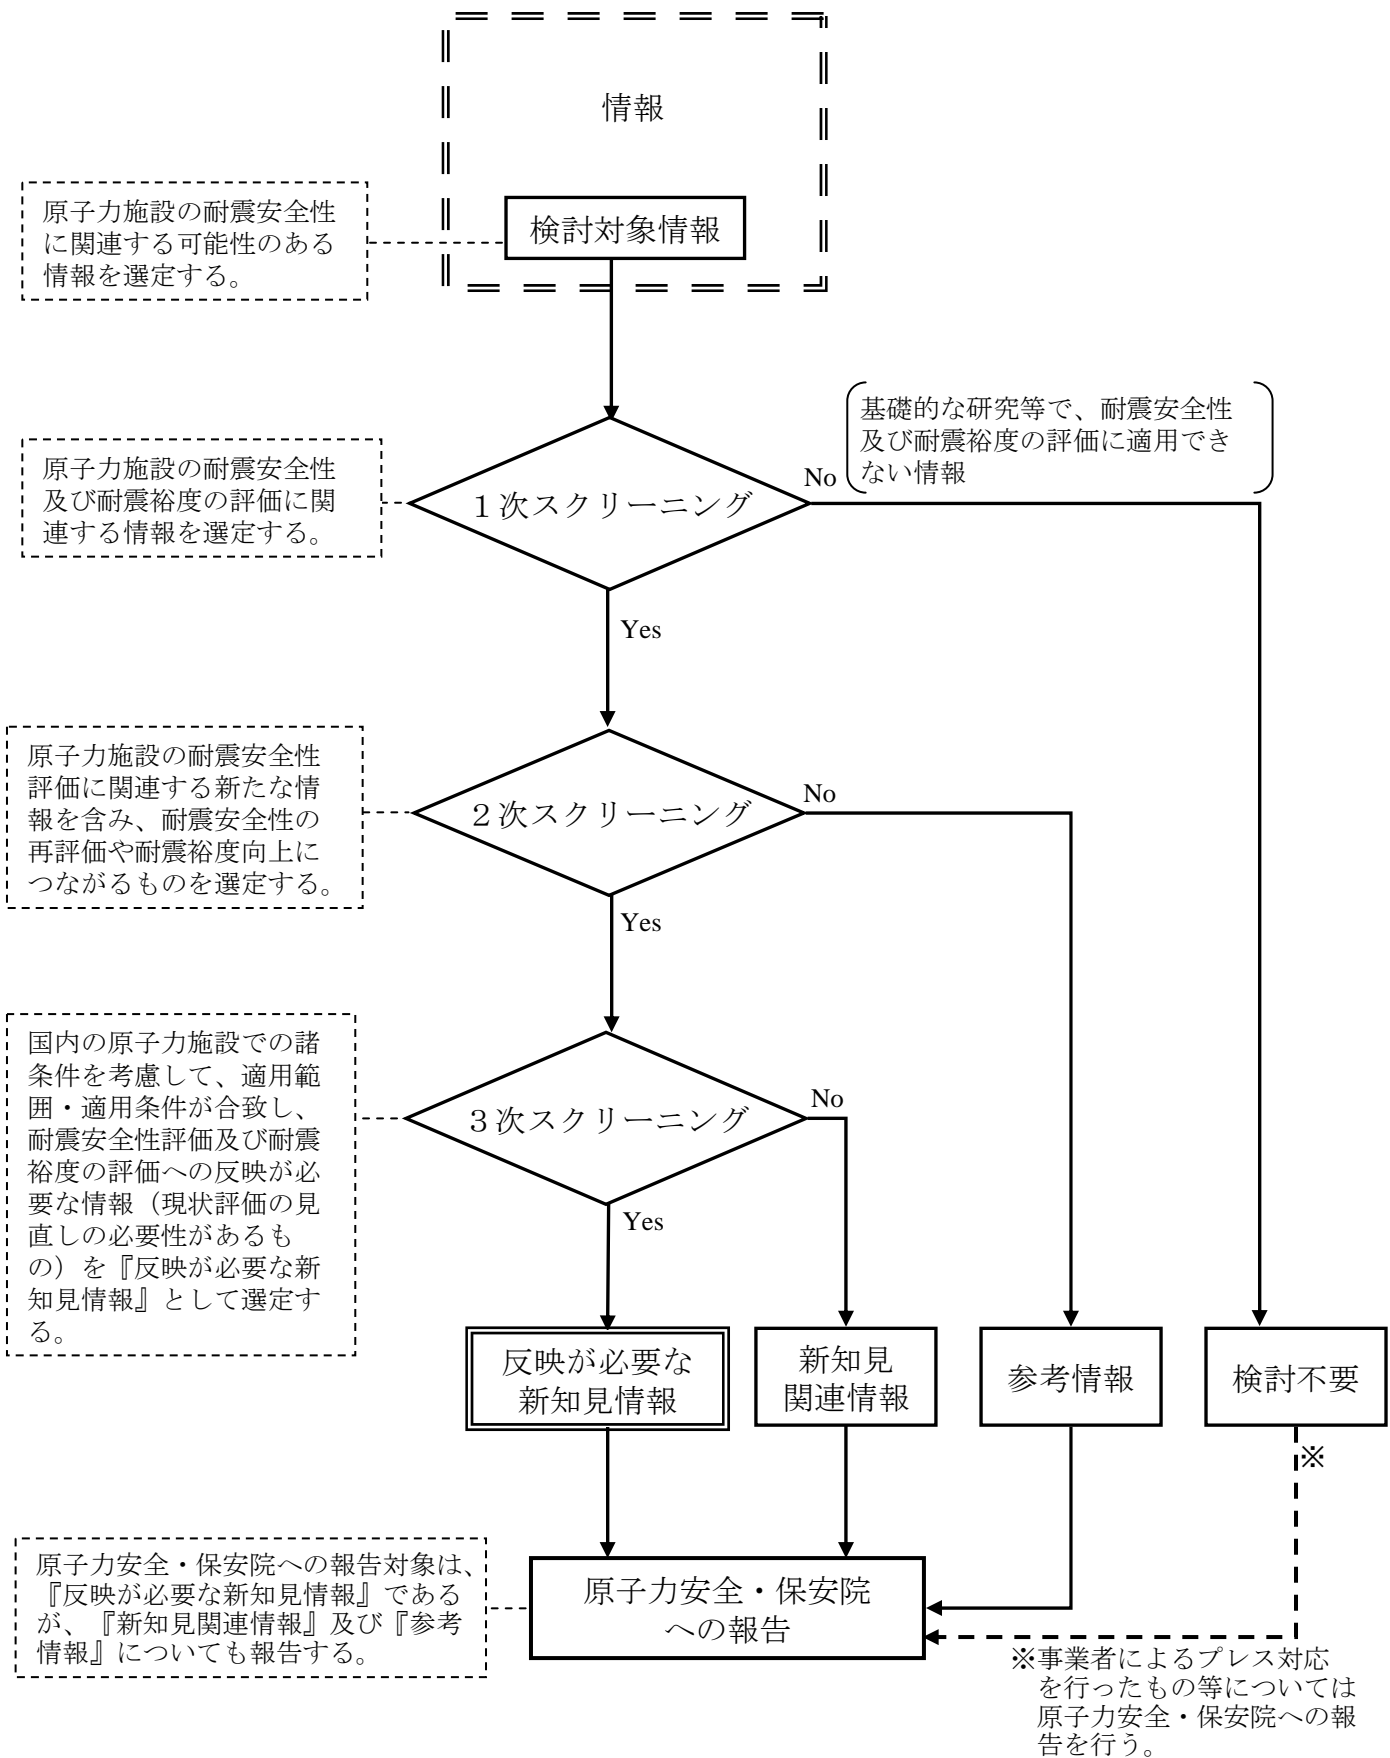 情報
検討対象情報
原子力施設の耐震安全性
に関連する可能性のある
情報を選定する。
基礎的な研究等で、耐震安全性
及び耐震裕度の評価に適用でき
ない情報
原子力施設の耐震安全性
及び耐震裕度の評価に関
連する情報を選定する。
1次スクリーニング
No
Yes
原子力施設の耐震安全性
評価に関連する新たな情
報を含み、耐震安全性の
再評価や耐震裕度向上に
つながるものを選定する。
2次スクリーニング
No
Yes
国内の原子力施設での諸
条件を考慮して、適用範
囲・適用条件が合致し、
耐震安全性評価及び耐震
裕度の評価への反映が必
要な情報（現状評価の見
直しの必要性があるも
の）を『反映が必要な新
知見情報』として選定す
る。
3次スクリーニング
No
Yes
反映が必要な
新知見情報
新知見
関連情報
参考情報
検討不要
※
原子力安全・保安院への報告対象は、
『反映が必要な新知見情報』である
が、『新知見関連情報』及び『参考
情報』についても報告する。
原子力安全・保安院
への報告
※事業者によるプレス対応
を行ったもの等については
原子力安全・保安院への報
告を行う。